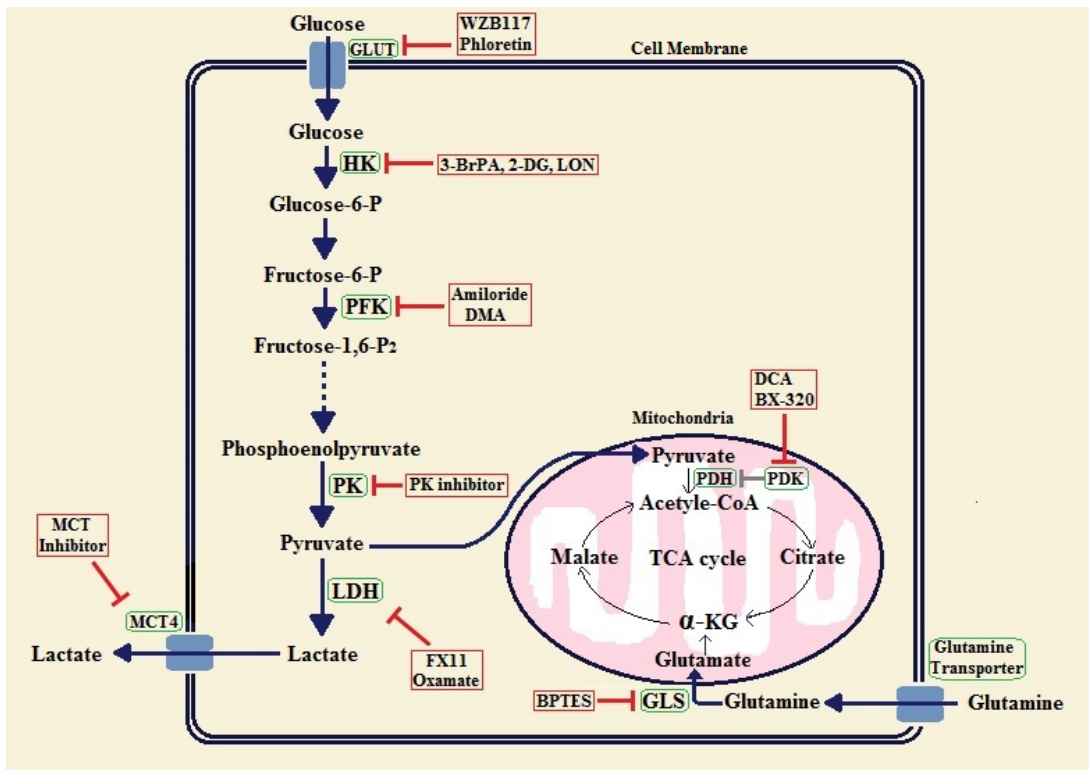 Glucose
GLUT
WZB117
Phloretin
Cell Membrane
Glucose
HK
3-BrPA, 2-DG, LON
Glucose-6-P
Fructose-6-P
PFK
Amiloride
DMA
Fructose-1,6-P2
DCA
BX-320
Mitochondria
Phosphoenolpyruvate
PK
PK inhibitor
Pyruvate
PDH
PDK
Acetyle-CoA
MCT
Inhibitor
Pyruvate
Malate
TCA cycle
Citrate
LDH
MCT4
α-KG
Lactate
Lactate
FX11
Oxamate
Glutamate
Glutamine
Transporter
BPTES
GLS
Glutamine
Glutamine